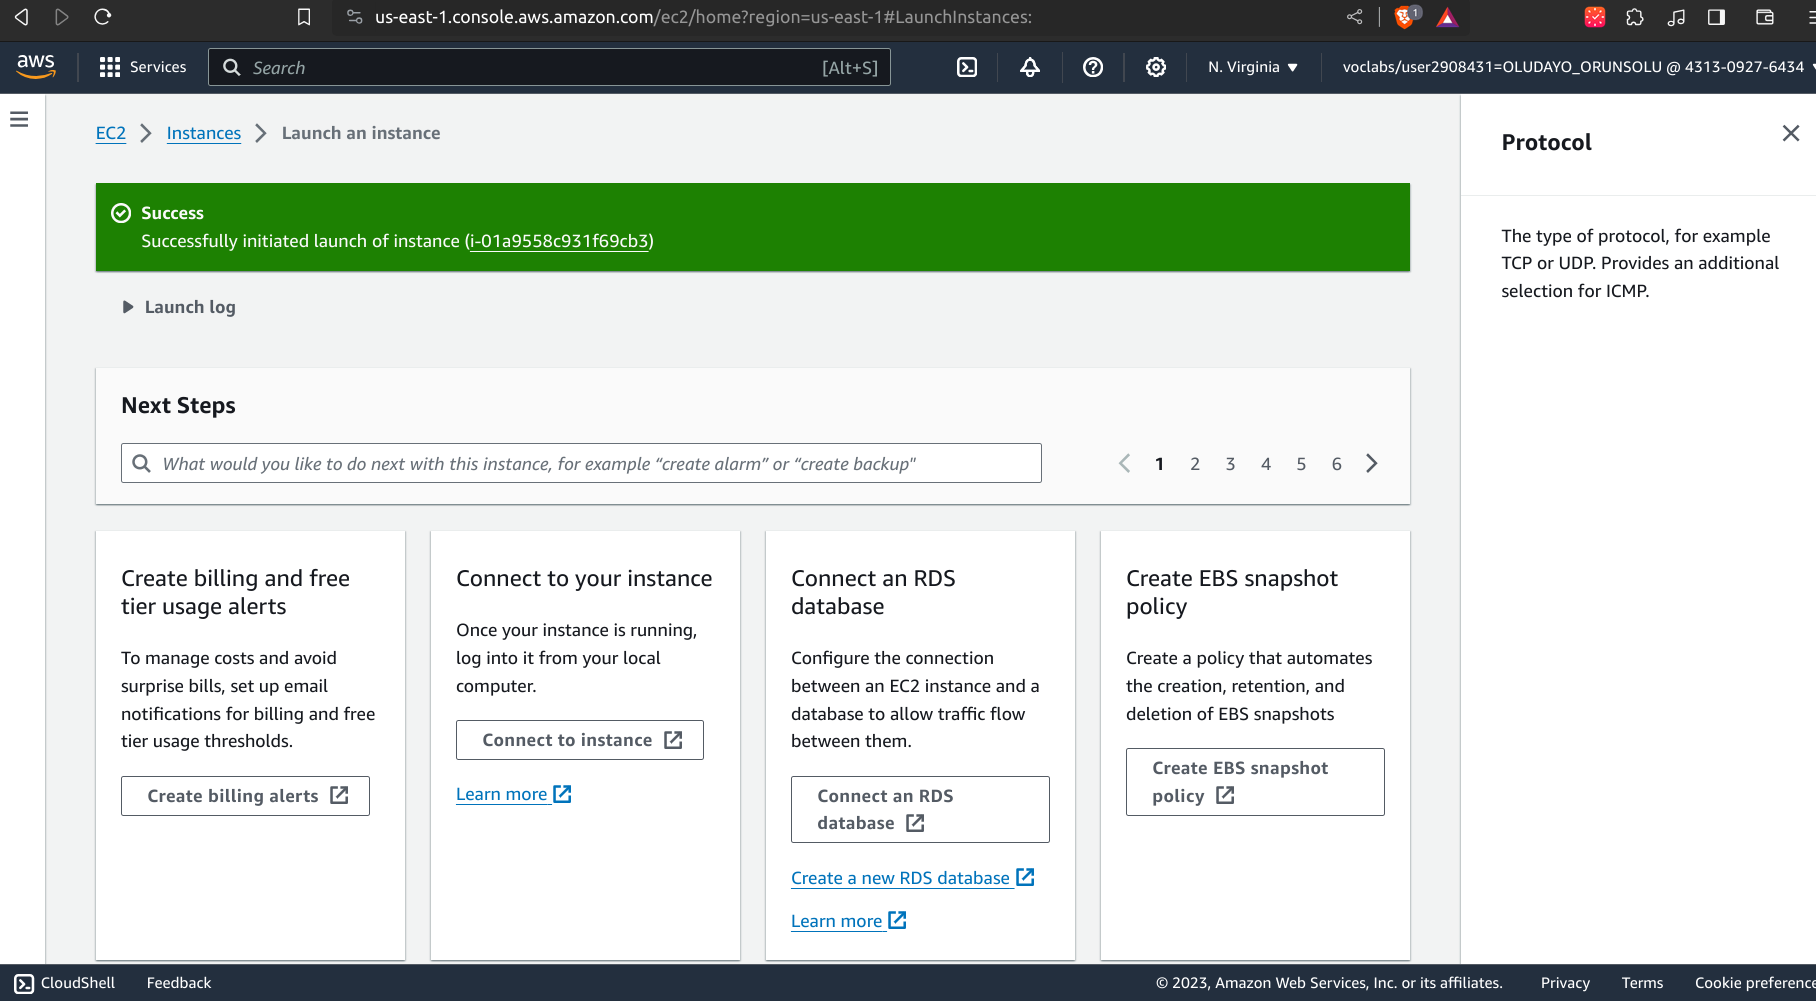 us-east-1.console.aws.amazon.com/ec2/home?region=us-east-1#LaunchInstances:
1
aws
Services
Search
[Alt+S]
N. Virginia
voclabs/user2908431=OLUDAYO_ORUNSOLU @ 4313-0927-6434
EC2
Instances
Launch an instance
Success
Successfully initiated launch of instance (i-01a9558c931f69cb3)
Launch log
Next Steps
What would you like to do next with this instance, for example “create alarm” or “create backup"
1 2 3 4 5 6
Create billing and free
tier usage alerts
To manage costs and avoid
surprise bills, set up email
notifications for billing and free
tier usage thresholds.
Create billing alerts
Connect to your instance
Once your instance is running,
log into it from your local
computer.
Connect to instance
Learn more
Connect an RDS
database
Configure the connection
between an EC2 instance and a
database to allow traffic flow
between them.
Connect an RDS
database
Create a new RDS database
Learn more
Create EBS snapshot
policy
Create a policy that automates
the creation, retention, and
deletion of EBS snapshots
Create EBS snapshot
policy
Protocol
The type of protocol, for example
TCP or UDP. Provides an additional
selection for ICMP.
CloudShell
Feedback
© 2023, Amazon Web Services, Inc. or its affiliates.
Privacy
Terms
Cookie preference